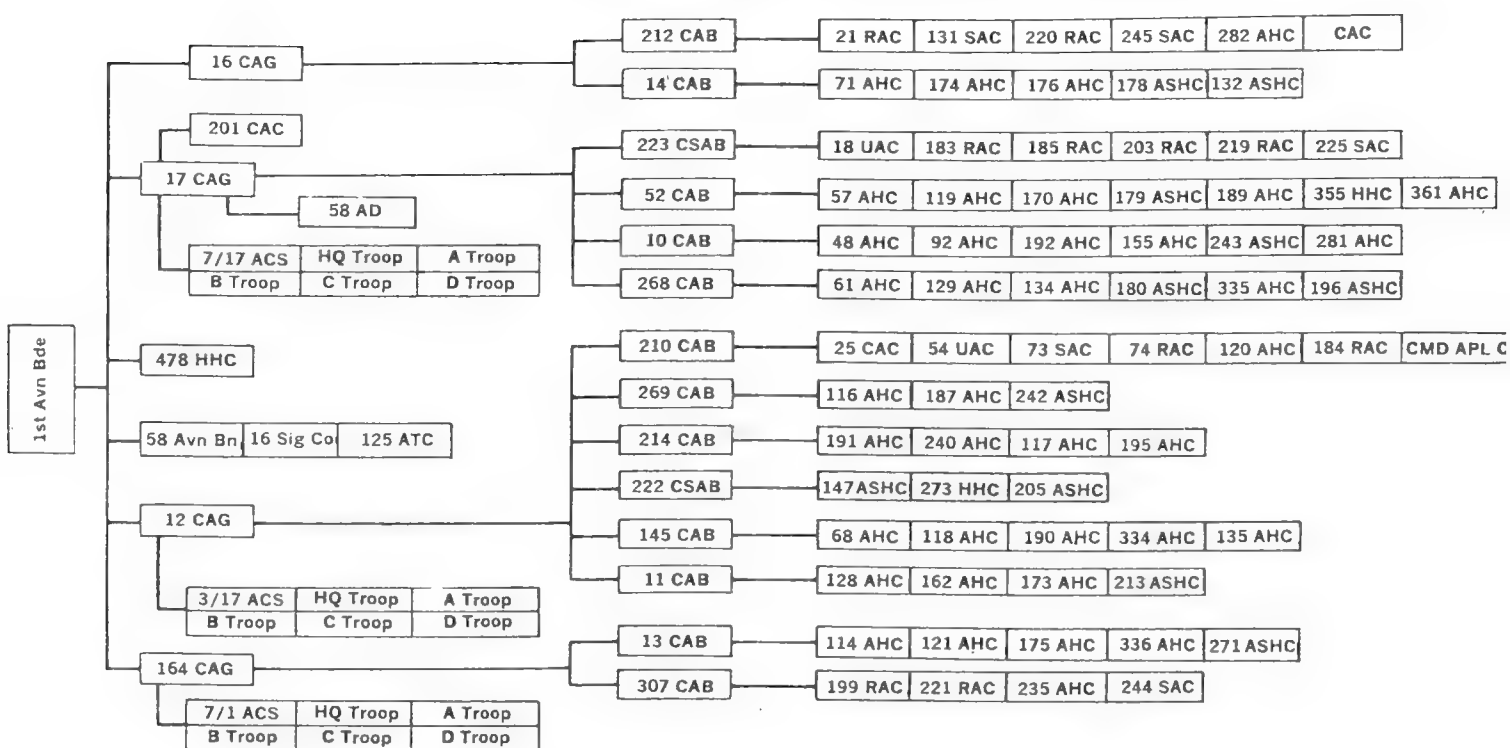 212 CAB 21 RAC 131 SAC 220 RAC 245 SAC 282 AHC CAC
16 CAG
14 CAB 71 AHC 174 AHC 176 AHC 178 ASHC 132 ASHC
201 CAC
223 CSAB 18 UAC 183 RAC 185 RAC 203 RAC 219 RAC 225 SAC
17 CAG
52 CAB 57 AHC 119 AHC 170 AHC 179 ASHC 189 AHC 355 HHC 361 AHC
58 AD
10 CAB 48 AHC 92 AHC 192 AHC 155 AHC 243 ASHC 281 AHC
7/17 ACS HQ Troop A Troop
B Troop C Troop D Troop
268 CAB 61 AHC 129 AHC 134 AHC 180 ASHC 335 AHC 196 ASHC
1st Avn Bde
478 HHC
210 CAB 25 CAC 54 UAC 73 SAC 74 RAC 120 AHC 184 RAC CMD APL C
269 CAB 116 AHC 187 AHC 242 ASHC
58 Avn Bn 16 Sig Co 125 ATC
214 CAB 191 AHC 240 AHC 117 AHC 195 AHC
222 CSAB 147 ASHC 273 HHC 205 ASHC
12 CAG
145 CAB 68 AHC 118 AHC 190 AHC 334 AHC 135 AHC
11 CAB 128 AHC 162 AHC 173 AHC 213 ASHC
3/17 ACS HQ Troop A Troop
B Troop C Troop D Troop
13 CAB 114 AHC 121 AHC 175 AHC 336 AHC 271 ASHC
164 CAG
307 CAB 199 RAC 221 RAC 235 AHC 244 SAC
7/1 ACS HQ Troop A Troop
B Troop C Troop D Troop